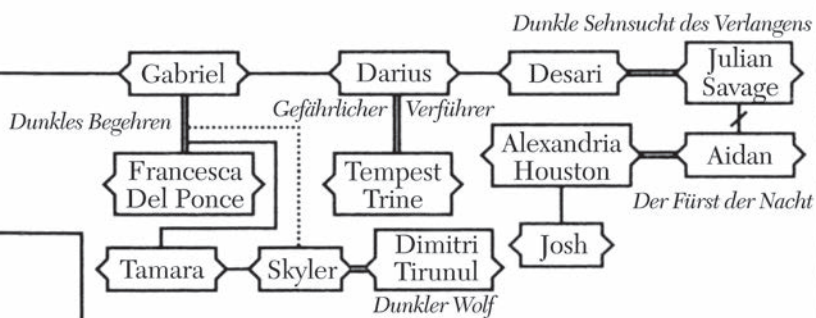 Dunkle Sehnsucht des Verlangens
Gabriel
Darius
Desari
Julian
Savage
Dunkles Begehren
Gefährlicher Verführer
Alexandria
Houston
Aidan
Francesca
Del Ponce
Tempest
Trine
Der Fürst der Nacht
Josh
Tamara
Skyler
Dimitri
Tirunul
Dunkler Wolf